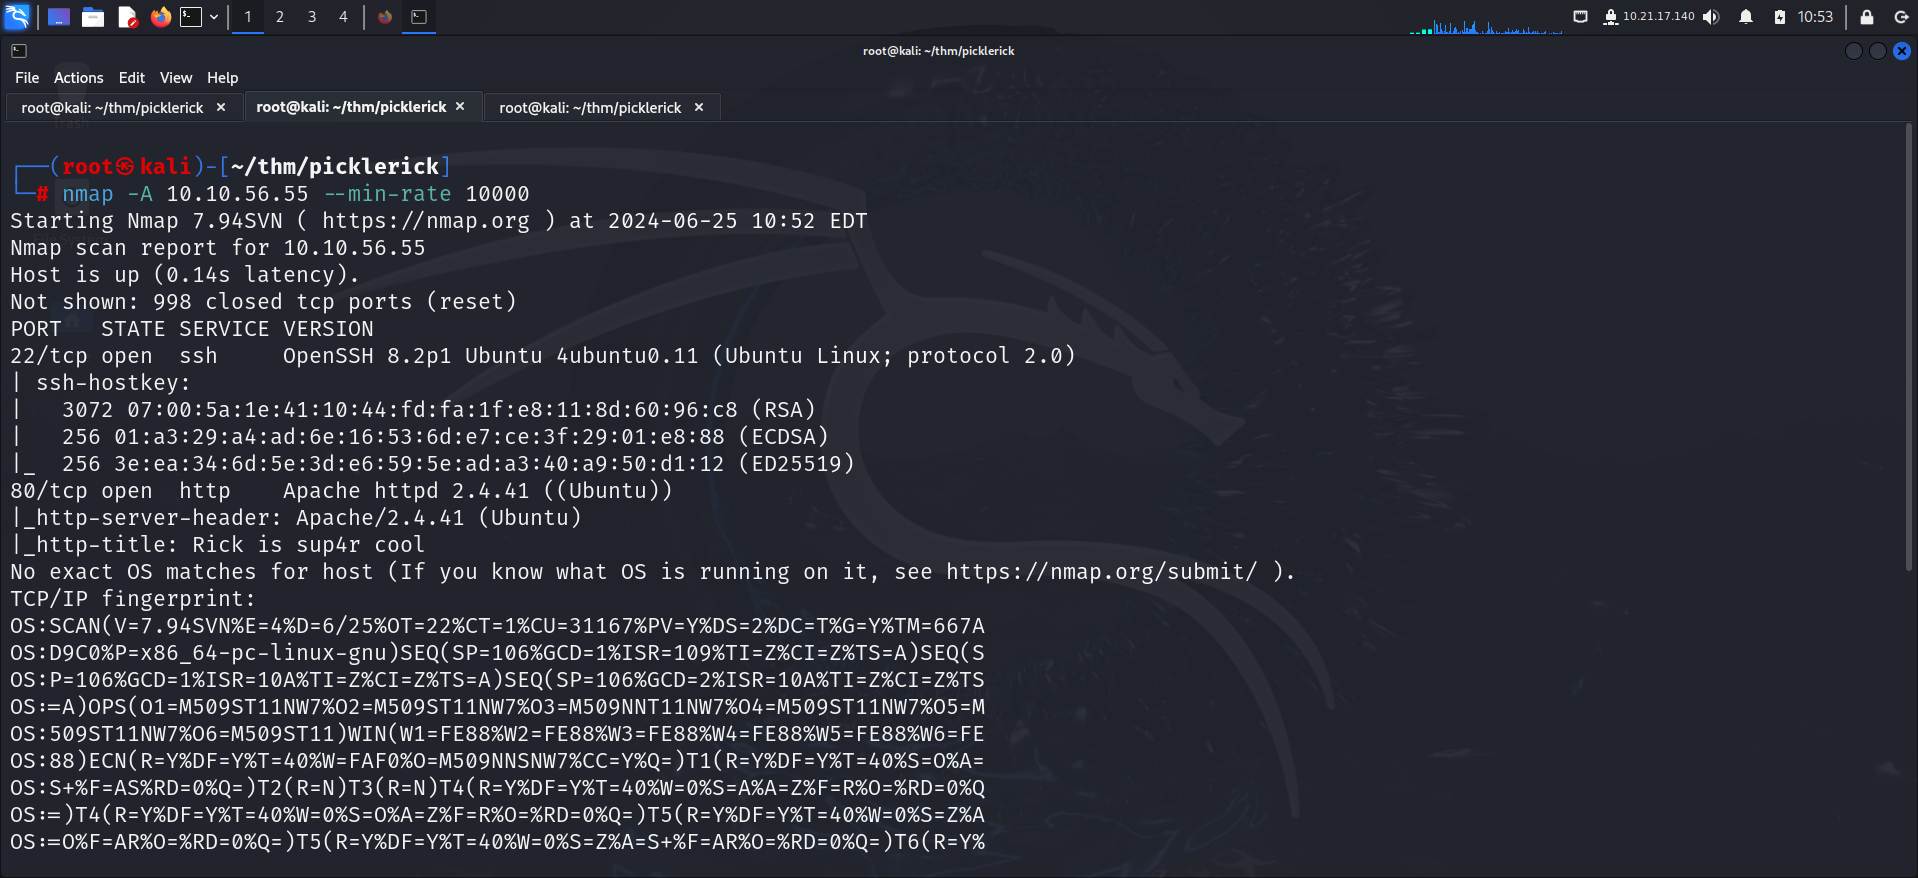 1 2 3 4
10.21.17.140
10:53
root@kali: ~/thm/picklerick
File Actions Edit View Help
root@kali: ~/thm/picklerick × root@kali: ~/thm/picklerick × root@kali: ~/thm/picklerick ×
Trash
┌──(root㉿kali)-[~/thm/picklerick]
└─# nmap -A 10.10.56.55 --min-rate 10000
Starting Nmap 7.94SVN ( https://nmap.org ) at 2024-06-25 10:52 EDT
Nmap scan report for 10.10.56.55
Host is up (0.14s latency).
Not shown: 998 closed tcp ports (reset)
PORT   STATE SERVICE VERSION
22/tcp open  ssh     OpenSSH 8.2p1 Ubuntu 4ubuntu0.11 (Ubuntu Linux; protocol 2.0)
| ssh-hostkey:
|   3072 07:00:5a:1e:41:10:44:fd:fa:1f:e8:11:8d:60:96:c8 (RSA)
|   256 01:a3:29:a4:ad:6e:16:53:6d:e7:ce:3f:29:01:e8:88 (ECDSA)
|_  256 3e:ea:34:6d:5e:3d:e6:59:5e:ad:a3:40:a9:50:d1:12 (ED25519)
80/tcp open  http    Apache httpd 2.4.41 ((Ubuntu))
|_http-server-header: Apache/2.4.41 (Ubuntu)
|_http-title: Rick is sup4r cool
No exact OS matches for host (If you know what OS is running on it, see https://nmap.org/submit/ ).
TCP/IP fingerprint:
OS:SCAN(V=7.94SVN%E=4%D=6/25%OT=22%CT=1%CU=31167%PV=Y%DS=2%DC=T%G=Y%TM=667A
OS:D9C0%P=x86_64-pc-linux-gnu)SEQ(SP=106%GCD=1%ISR=109%TI=Z%CI=Z%TS=A)SEQ(S
OS:P=106%GCD=1%ISR=10A%TI=Z%CI=Z%TS=A)SEQ(SP=106%GCD=2%ISR=10A%TI=Z%CI=Z%TS
OS:=A)OPS(O1=M509ST11NW7%O2=M509ST11NW7%O3=M509NNT11NW7%O4=M509ST11NW7%O5=M
OS:509ST11NW7%O6=M509ST11)WIN(W1=FE88%W2=FE88%W3=FE88%W4=FE88%W5=FE88%W6=FE
OS:88)ECN(R=Y%DF=Y%T=40%W=FAF0%O=M509NNSNW7%CC=Y%Q=)T1(R=Y%DF=Y%T=40%S=O%A=
OS:S+%F=AS%RD=0%Q=)T2(R=N)T3(R=N)T4(R=Y%DF=Y%T=40%W=0%S=A%A=Z%F=R%O=%RD=0%Q
OS:=)T4(R=Y%DF=Y%T=40%W=0%S=O%A=Z%F=R%O=%RD=0%Q=)T5(R=Y%DF=Y%T=40%W=0%S=Z%A
OS:=O%F=AR%O=%RD=0%Q=)T5(R=Y%DF=Y%T=40%W=0%S=Z%A=S+%F=AR%O=%RD=0%Q=)T6(R=Y%